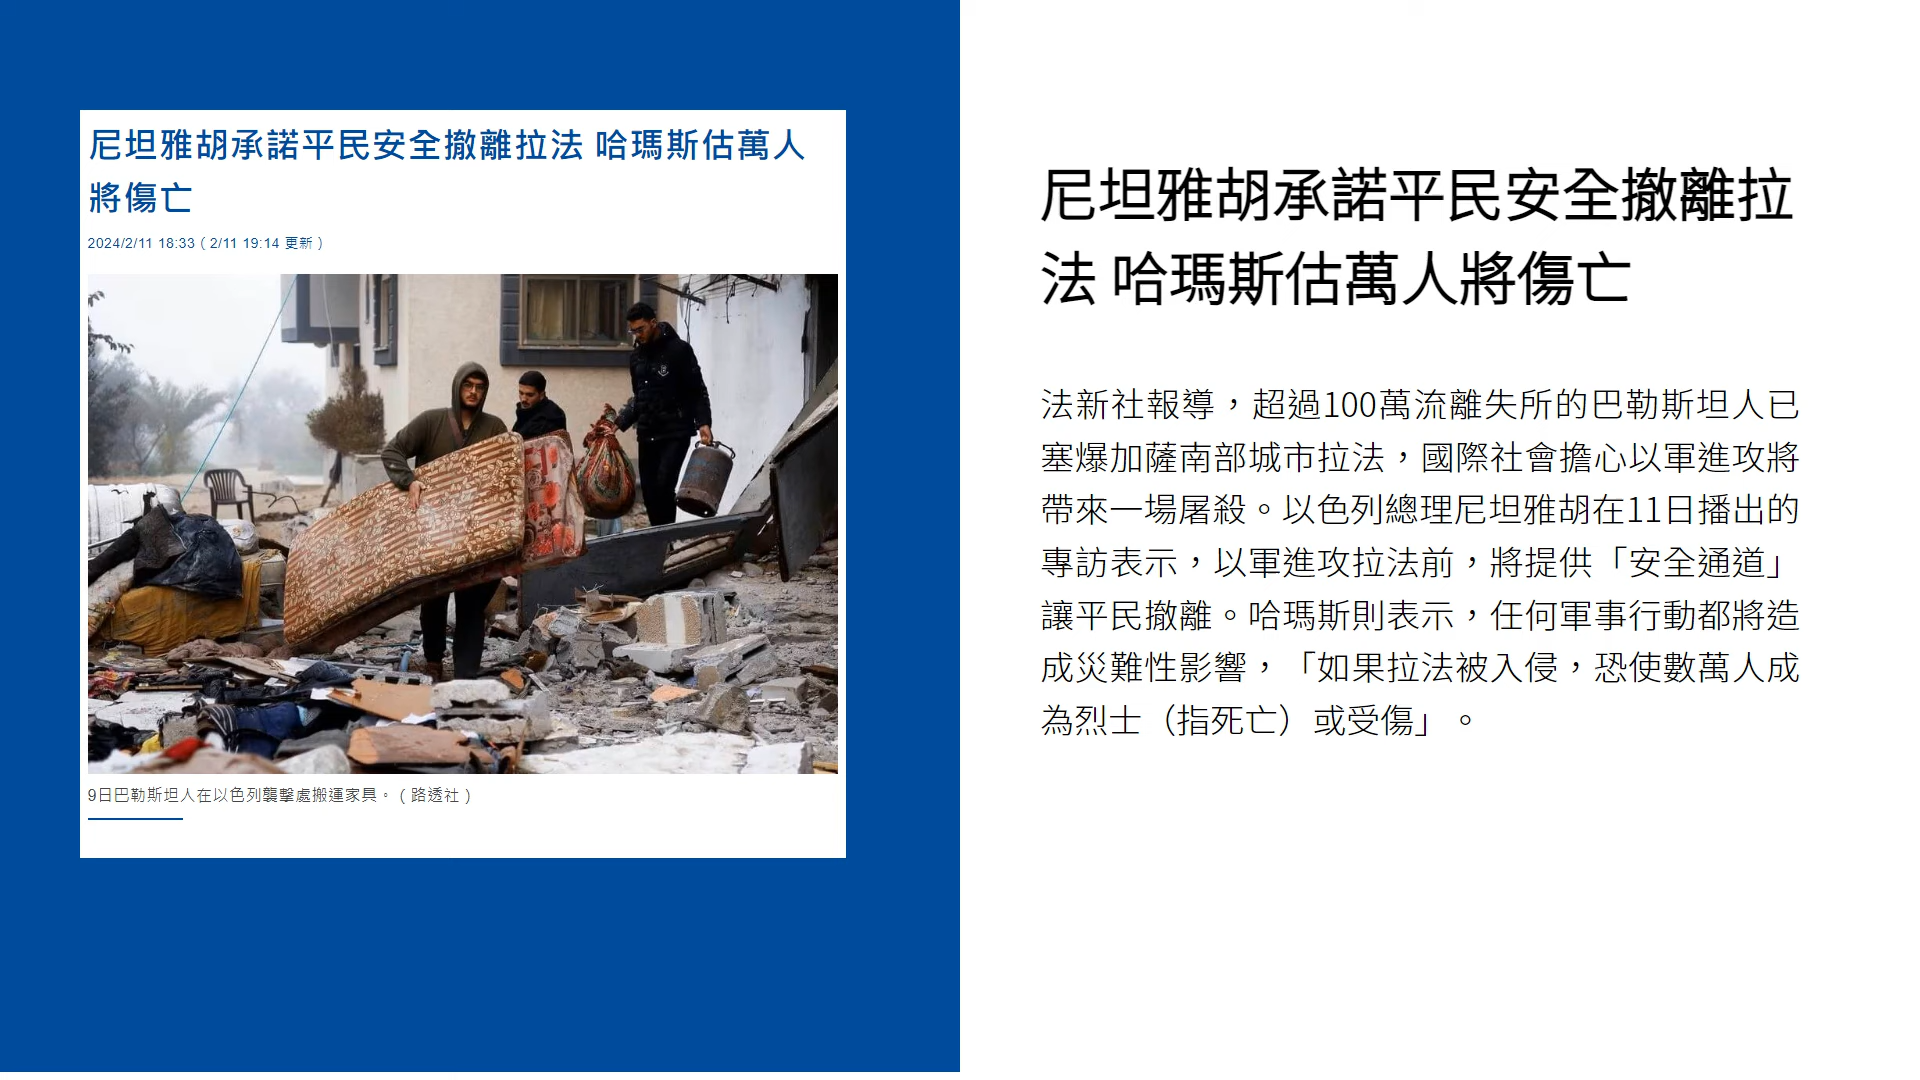 尼坦雅胡承諾平民安全撤離拉法 哈瑪斯估萬人
將傷亡
2024/2/11 18:33（2/11 19:14 更新）
9日巴勒斯坦人在以色列襲擊處搬運家具。（路透社）
尼坦雅胡承諾平民安全撤離拉
法 哈瑪斯估萬人將傷亡
法新社報導，超過100萬流離失所的巴勒斯坦人已
塞爆加薩南部城市拉法，國際社會擔心以軍進攻將
帶來一場屠殺。以色列總理尼坦雅胡在11日播出的
專訪表示，以軍進攻拉法前，將提供「安全通道」
讓平民撤離。哈瑪斯則表示，任何軍事行動都將造
成災難性影響，「如果拉法被入侵，恐使數萬人成
為烈士（指死亡）或受傷」。